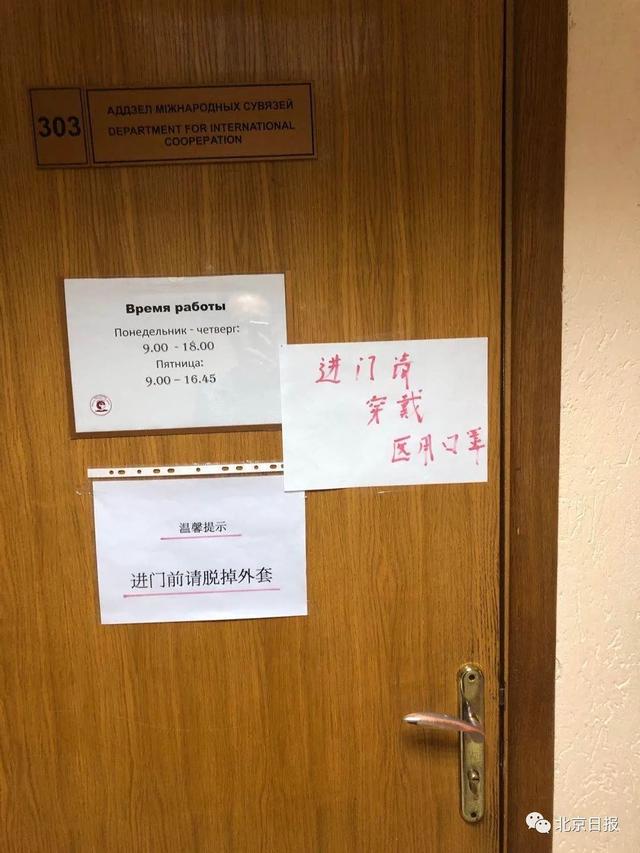 303
АДДЗЕЛ МІЖНАРОДНЫХ СУВЯЗЕЙ
DEPARTMENT FOR INTERNATIONAL
COOPEPATION
Время работы
Понедельник - четверг:
9.00 - 18.00
Пятница:
9.00 – 16.45
进门请
穿戴
医用口罩
温馨提示
进门前请脱掉外套
北京日报